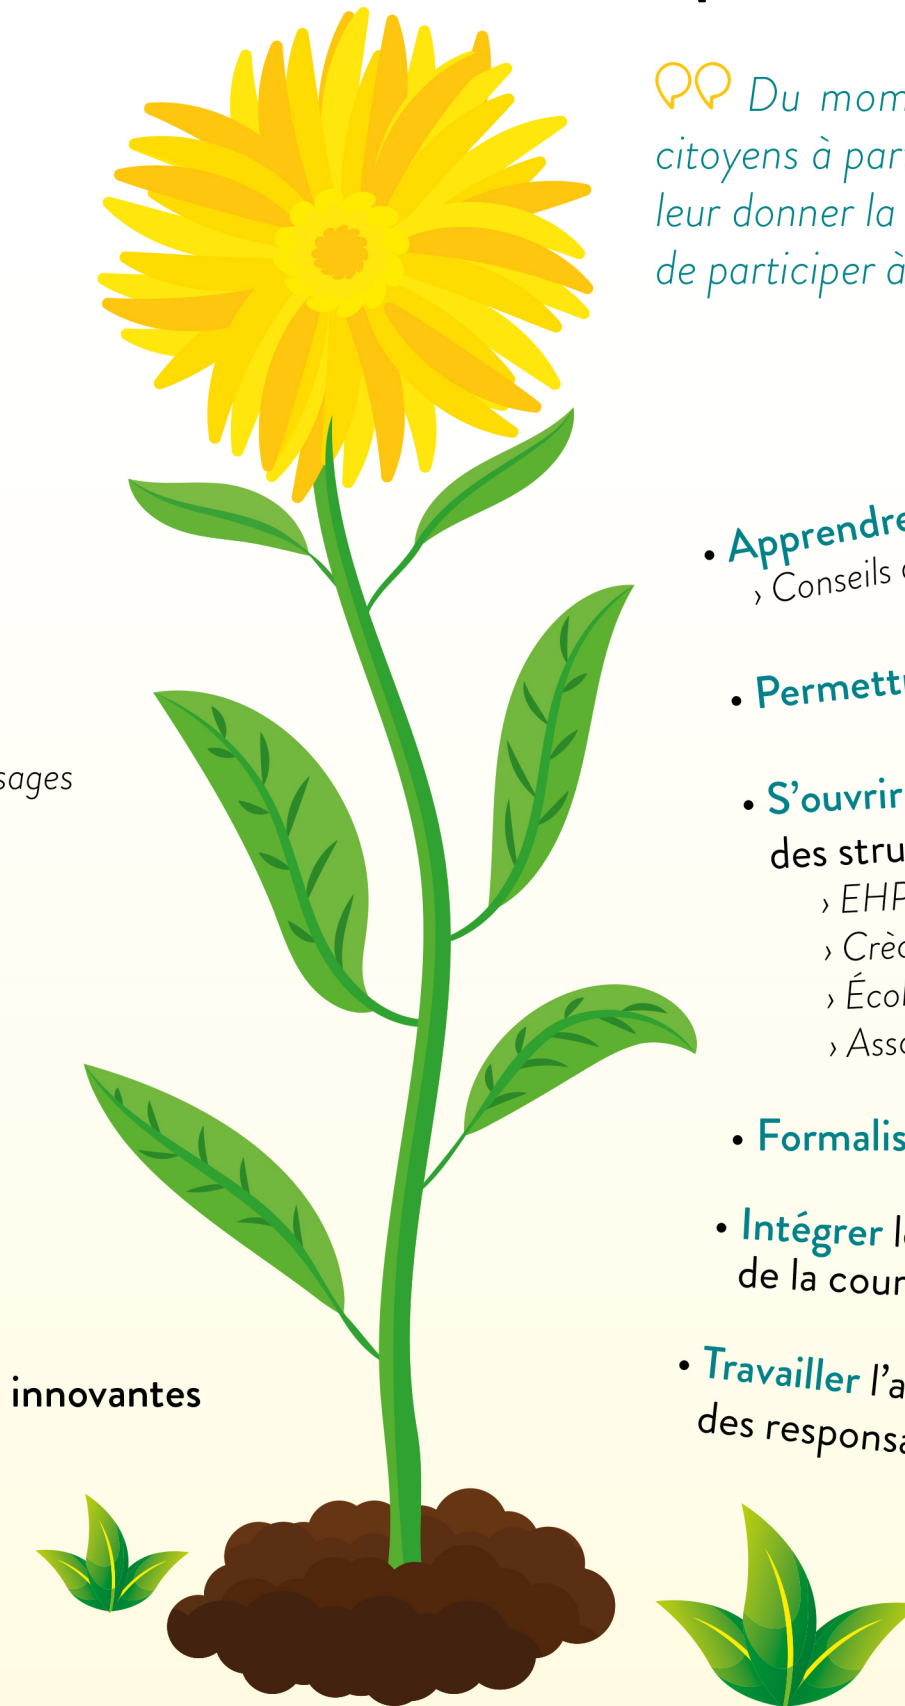 Du mom
citoyens à par
leur donner la
de participer à
• Apprendre
› Conseils
• Permett
sages
• S'ouvrir
des stru
› EHP
› Crè
› Écol
› Asso
• Formalis
• Intégrer l
de la cour
• Travailler l'a
innovantes
des responsa